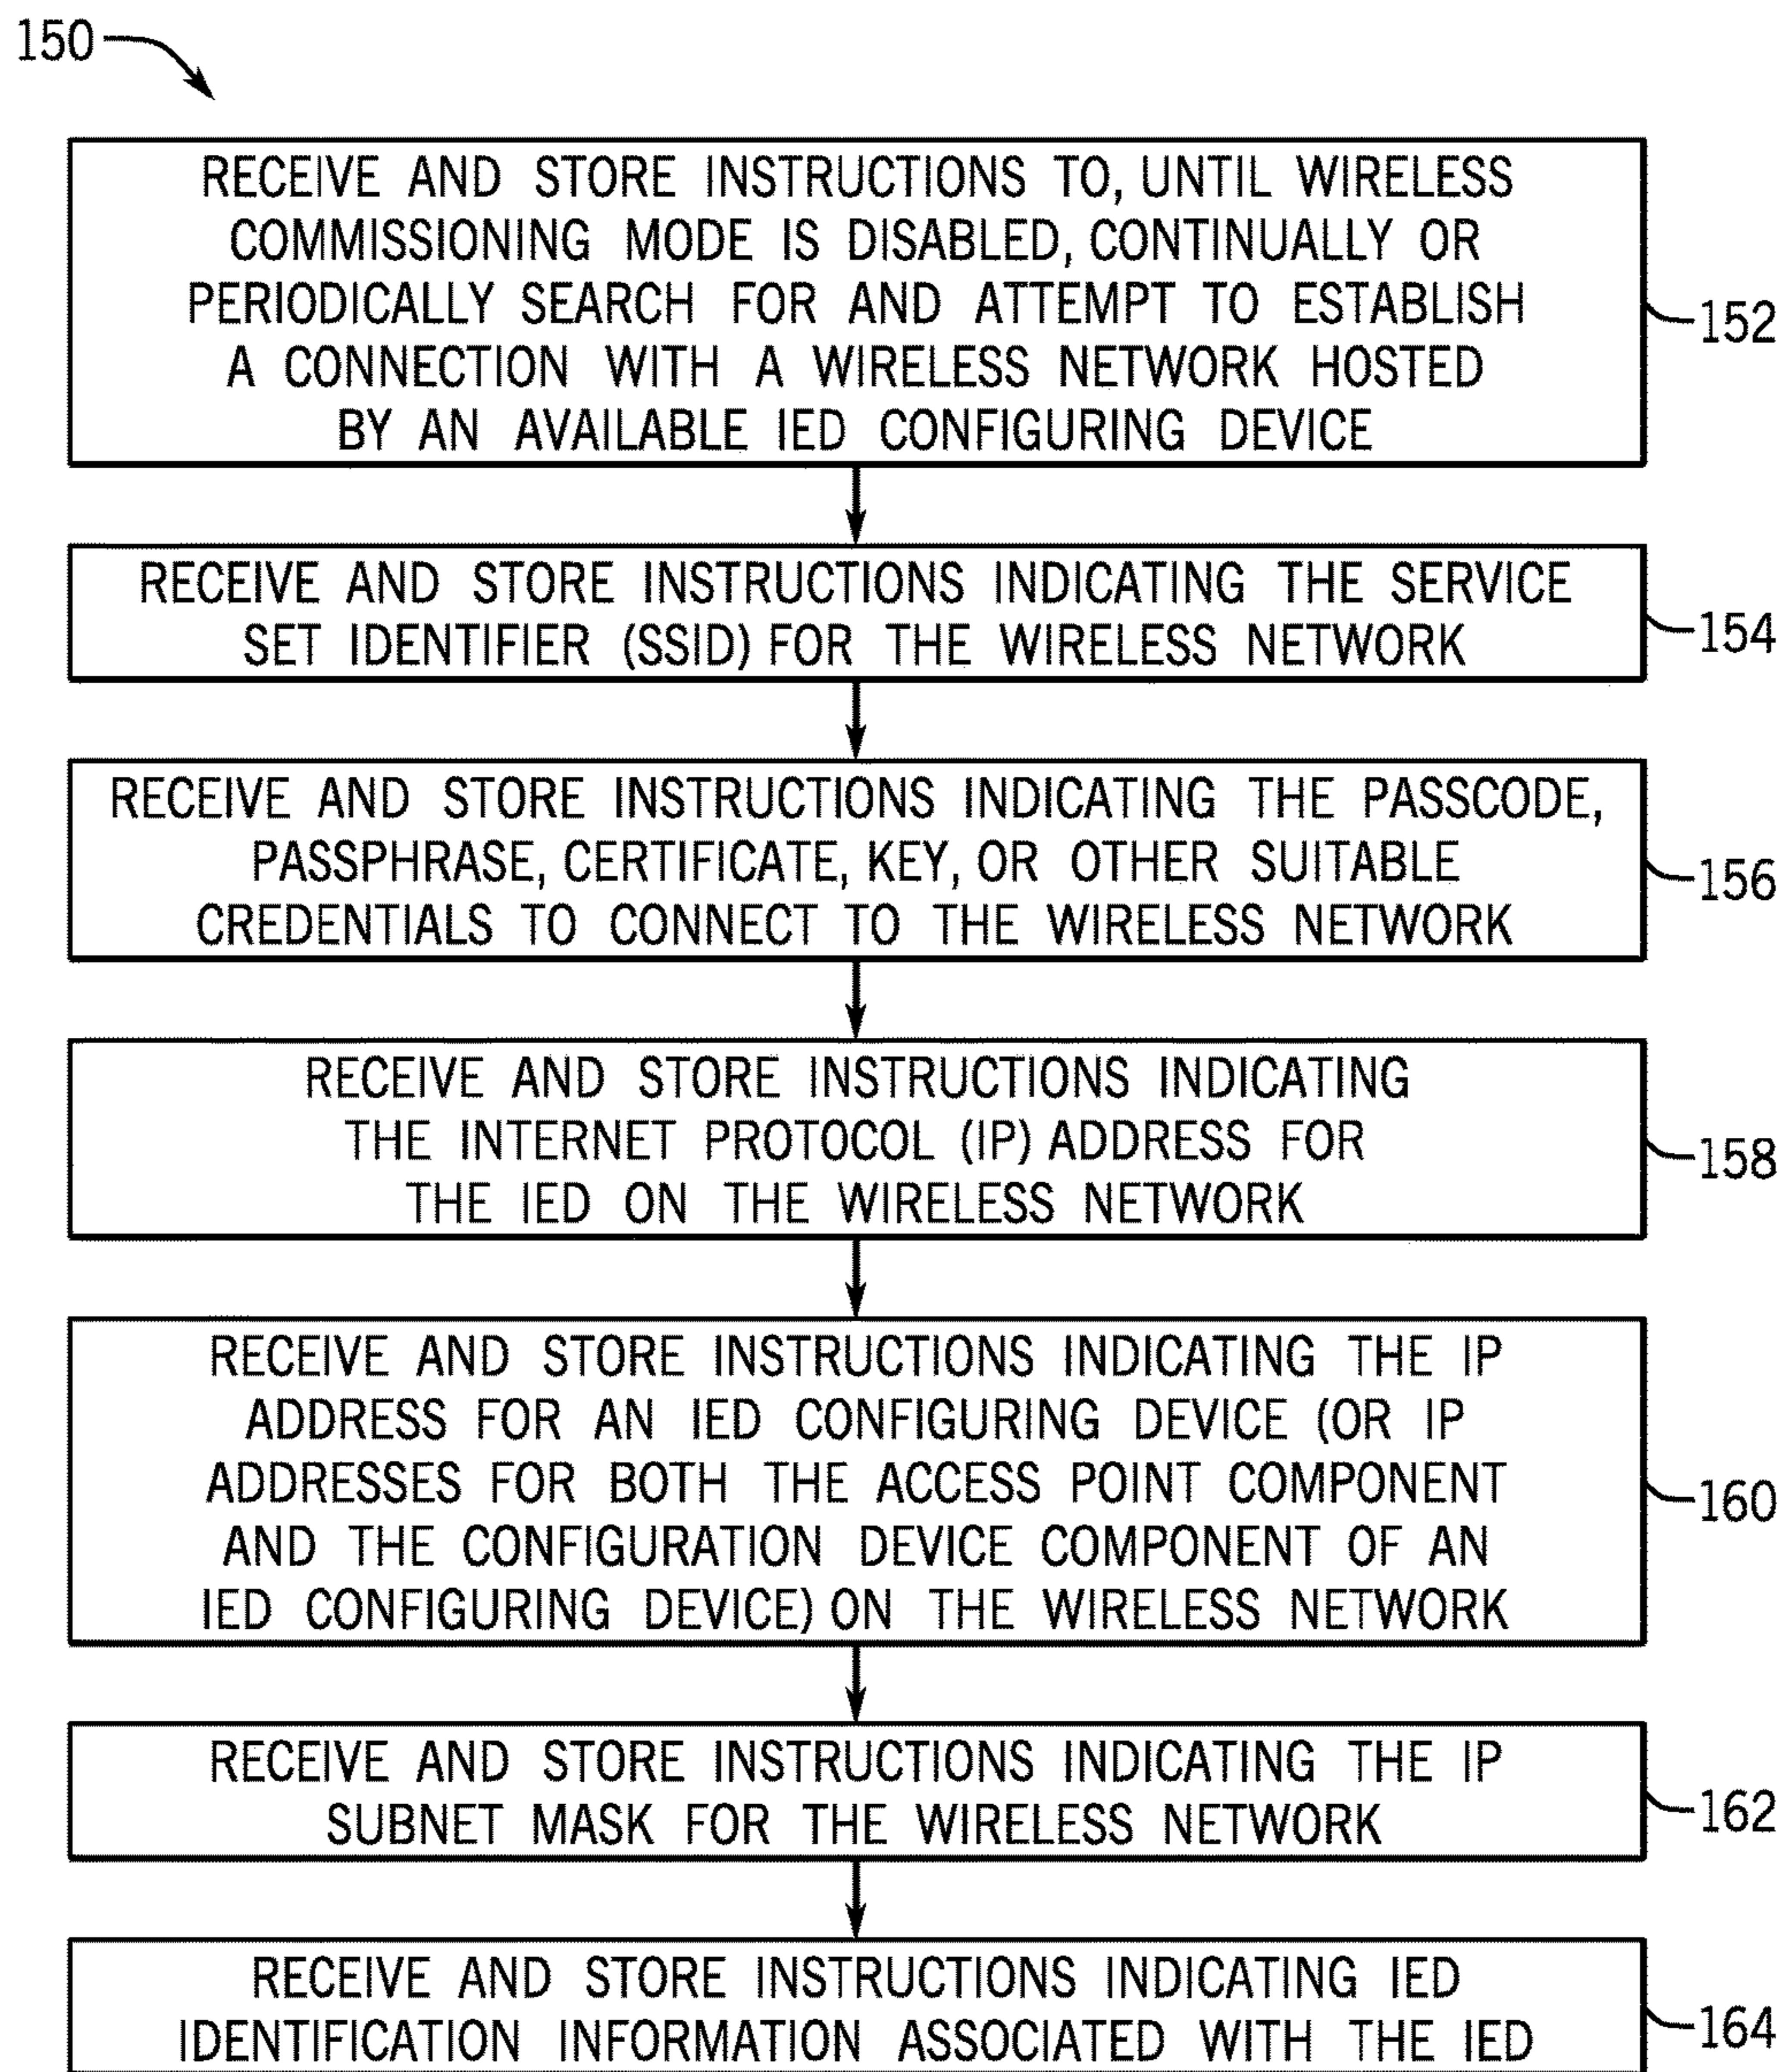 150
RECEIVE AND STORE INSTRUCTIONS TO, UNTIL WIRELESS
COMMISSIONING MODE IS DISABLED, CONTINUALLY OR
PERIODICALLY SEARCH FOR AND ATTEMPT TO ESTABLISH
A CONNECTION WITH A WIRELESS NETWORK HOSTED
BY AN AVAILABLE IED CONFIGURING DEVICE
152
RECEIVE AND STORE INSTRUCTIONS INDICATING THE SERVICE
SET IDENTIFIER (SSID) FOR THE WIRELESS NETWORK
154
RECEIVE AND STORE INSTRUCTIONS INDICATING THE PASSCODE,
PASSPHRASE, CERTIFICATE, KEY, OR OTHER SUITABLE
CREDENTIALS TO CONNECT TO THE WIRELESS NETWORK
156
RECEIVE AND STORE INSTRUCTIONS INDICATING
THE INTERNET PROTOCOL (IP) ADDRESS FOR
THE IED ON THE WIRELESS NETWORK
158
RECEIVE AND STORE INSTRUCTIONS INDICATING THE IP
ADDRESS FOR AN IED CONFIGURING DEVICE (OR IP
ADDRESSES FOR BOTH THE ACCESS POINT COMPONENT
AND THE CONFIGURATION DEVICE COMPONENT OF AN
IED CONFIGURING DEVICE) ON THE WIRELESS NETWORK
160
RECEIVE AND STORE INSTRUCTIONS INDICATING THE IP
SUBNET MASK FOR THE WIRELESS NETWORK
162
RECEIVE AND STORE INSTRUCTIONS INDICATING IED
IDENTIFICATION INFORMATION ASSOCIATED WITH THE IED
164